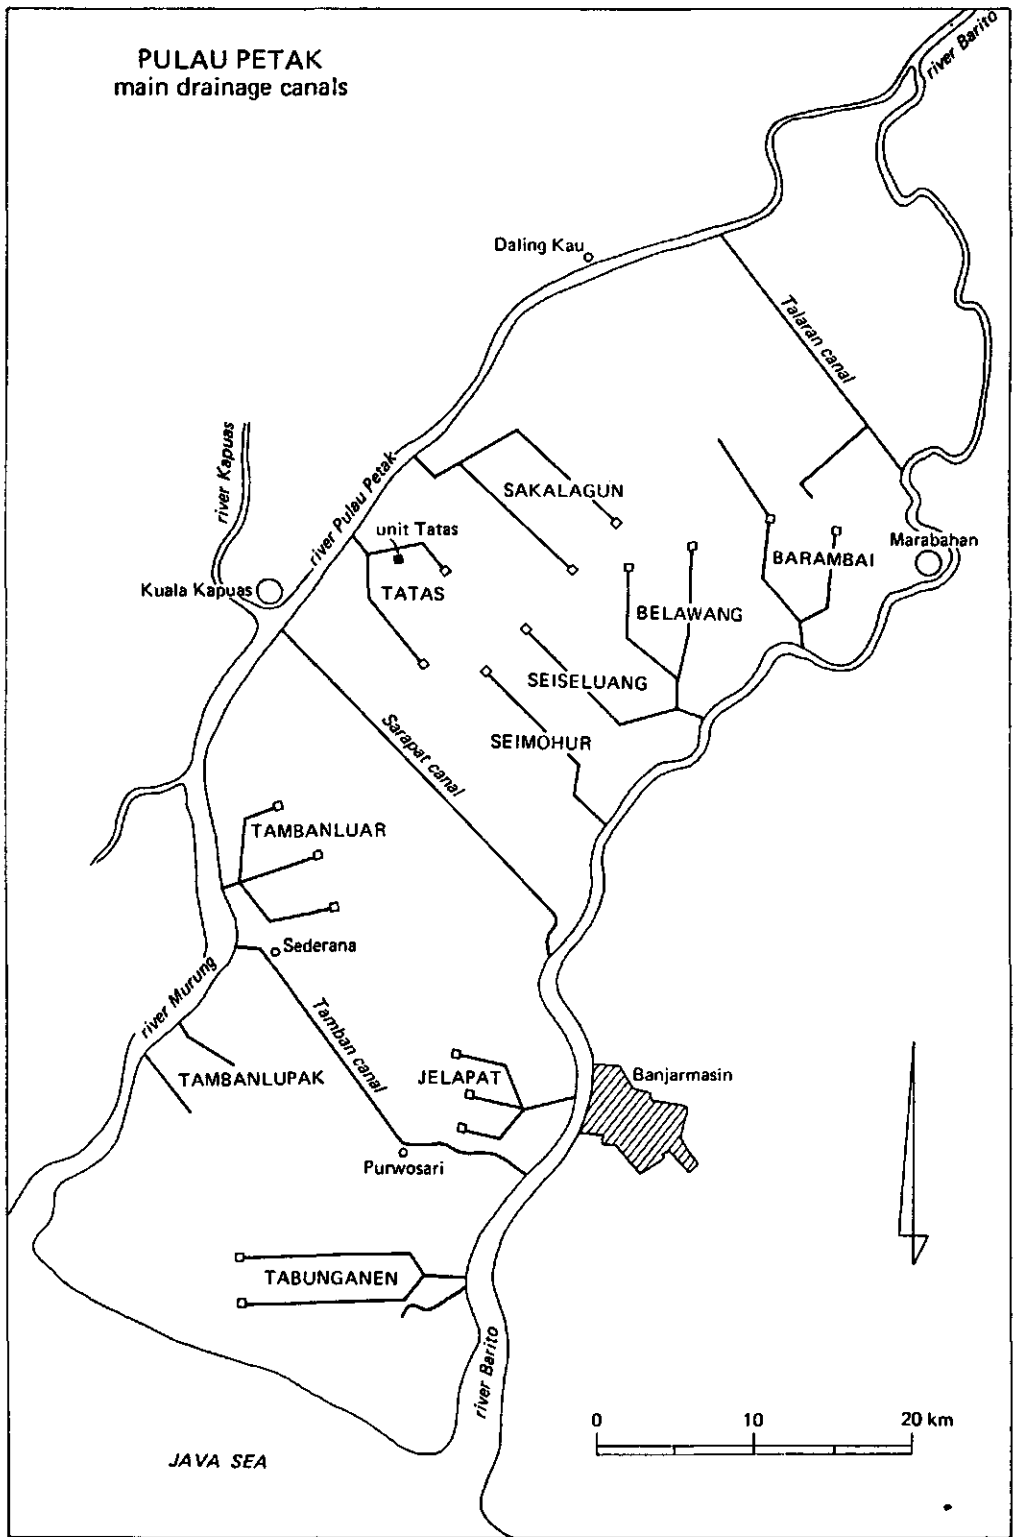 PULAU PETAK
main drainage canals
river Barito
Daling Kau
Talaran canal
river Kapuas
river Pulau Petak
SAKALAGUN
unit Tatas
Marabahan
BARAMBAI
Kuala Kapuas
TATAS
BELAWANG
SEISELUANG
SEIMOHUR
Sarapat canal
TAMBANLUAR
Sederana
river Murung
Tamban canal
TAMBANLUPAK
JELAPAT
Banjarmasin
Purwosari
TABUNGANEN
river Barito
0 10 20 km
JAVA SEA